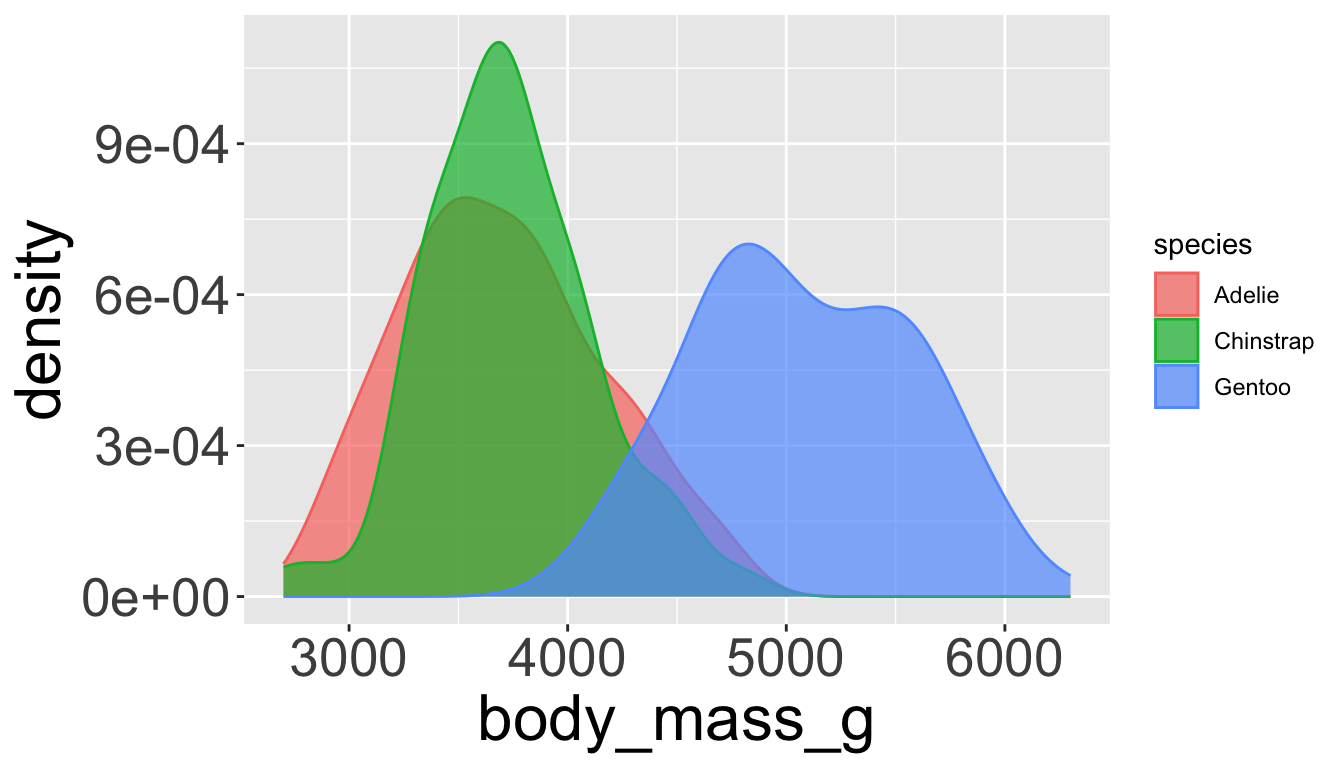 density
9e-04
6e-04
3e-04
0e+00
3000 4000 5000 6000
body_mass_g
species
Adelie
Chinstrap
Gentoo